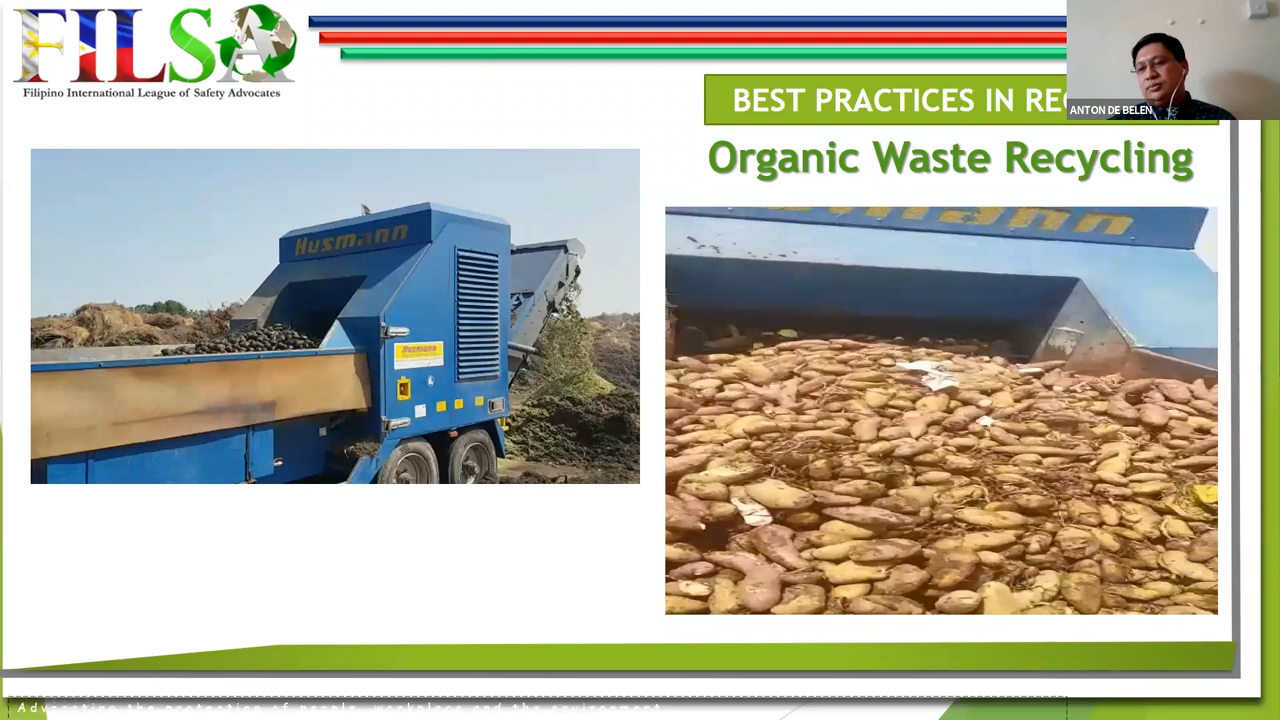 FILSA
Filipino International League of Safety Advocates
ANTON DE BELEN
BEST PRACTICES IN REC
Organic Waste Recycling
Husmann
Husmann
Advocating the protection of people, workplace and the environment